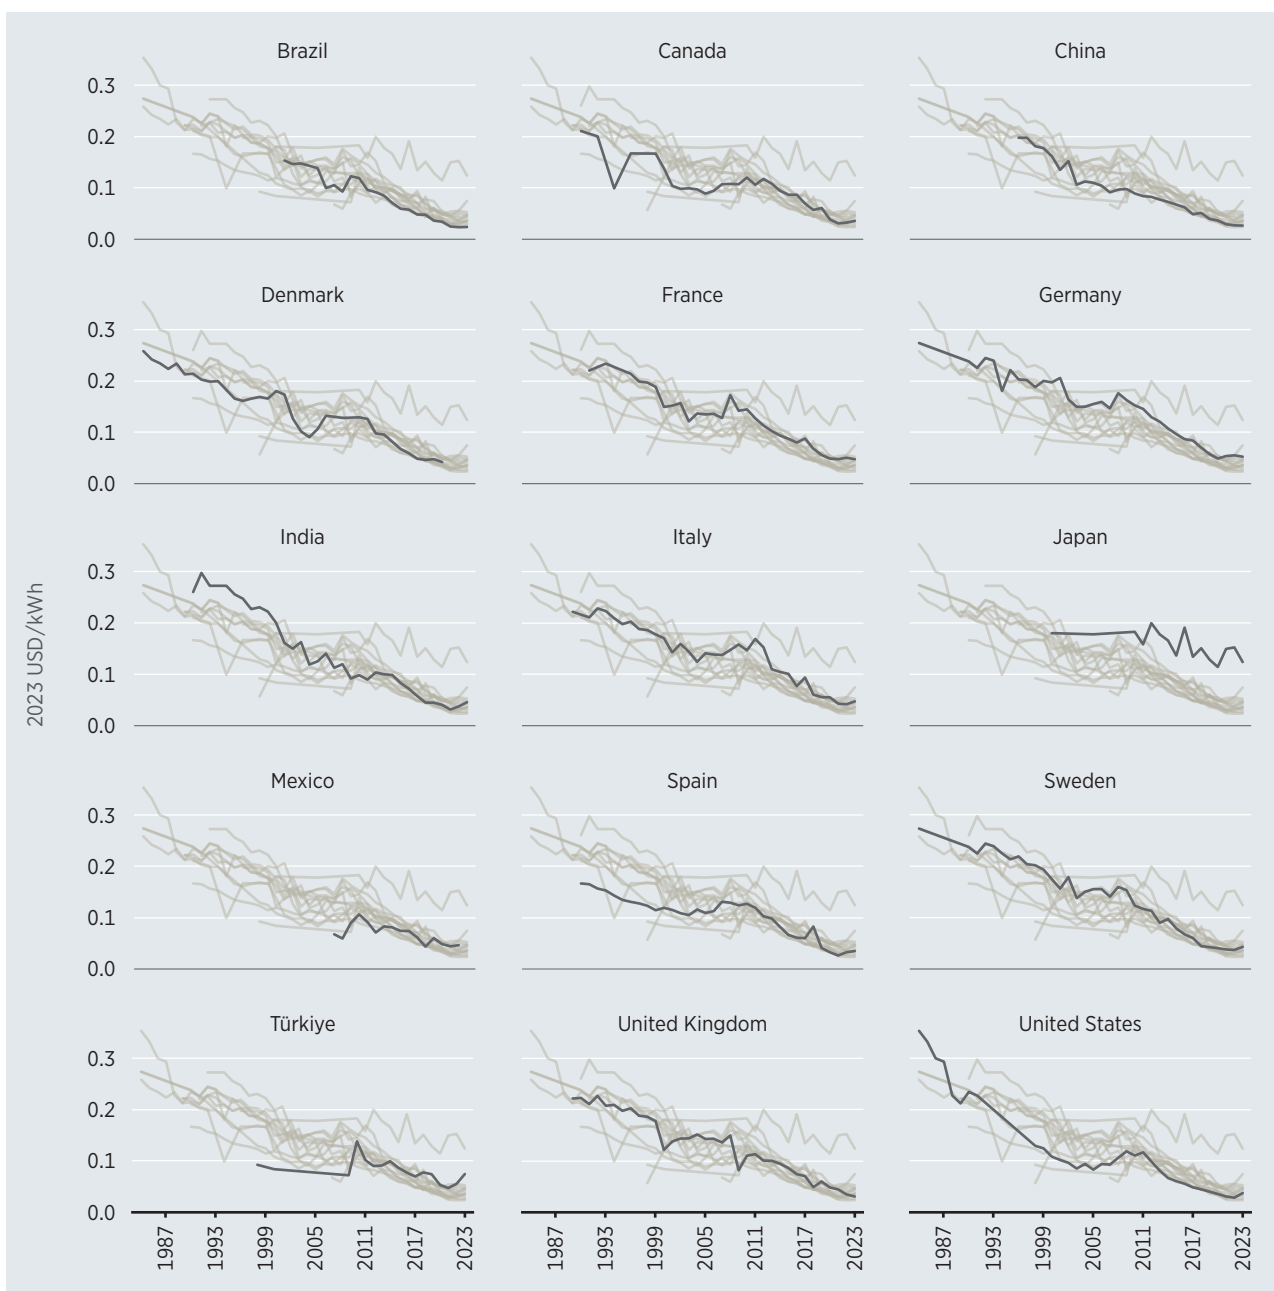 Brazil
Canada
China
0.3
0.2
0.1
0.0
Denmark
France
Germany
0.3
0.2
0.1
0.0
India
Italy
Japan
0.3
0.2
0.1
0.0
2023 USD/kWh
Mexico
Spain
Sweden
0.3
0.2
0.1
0.0
Türkiye
United Kingdom
United States
0.3
0.2
0.1
0.0
1987
1993
1999
2005
2011
2017
2023
1987
1993
1999
2005
2011
2017
2023
1987
1993
1999
2005
2011
2017
2023